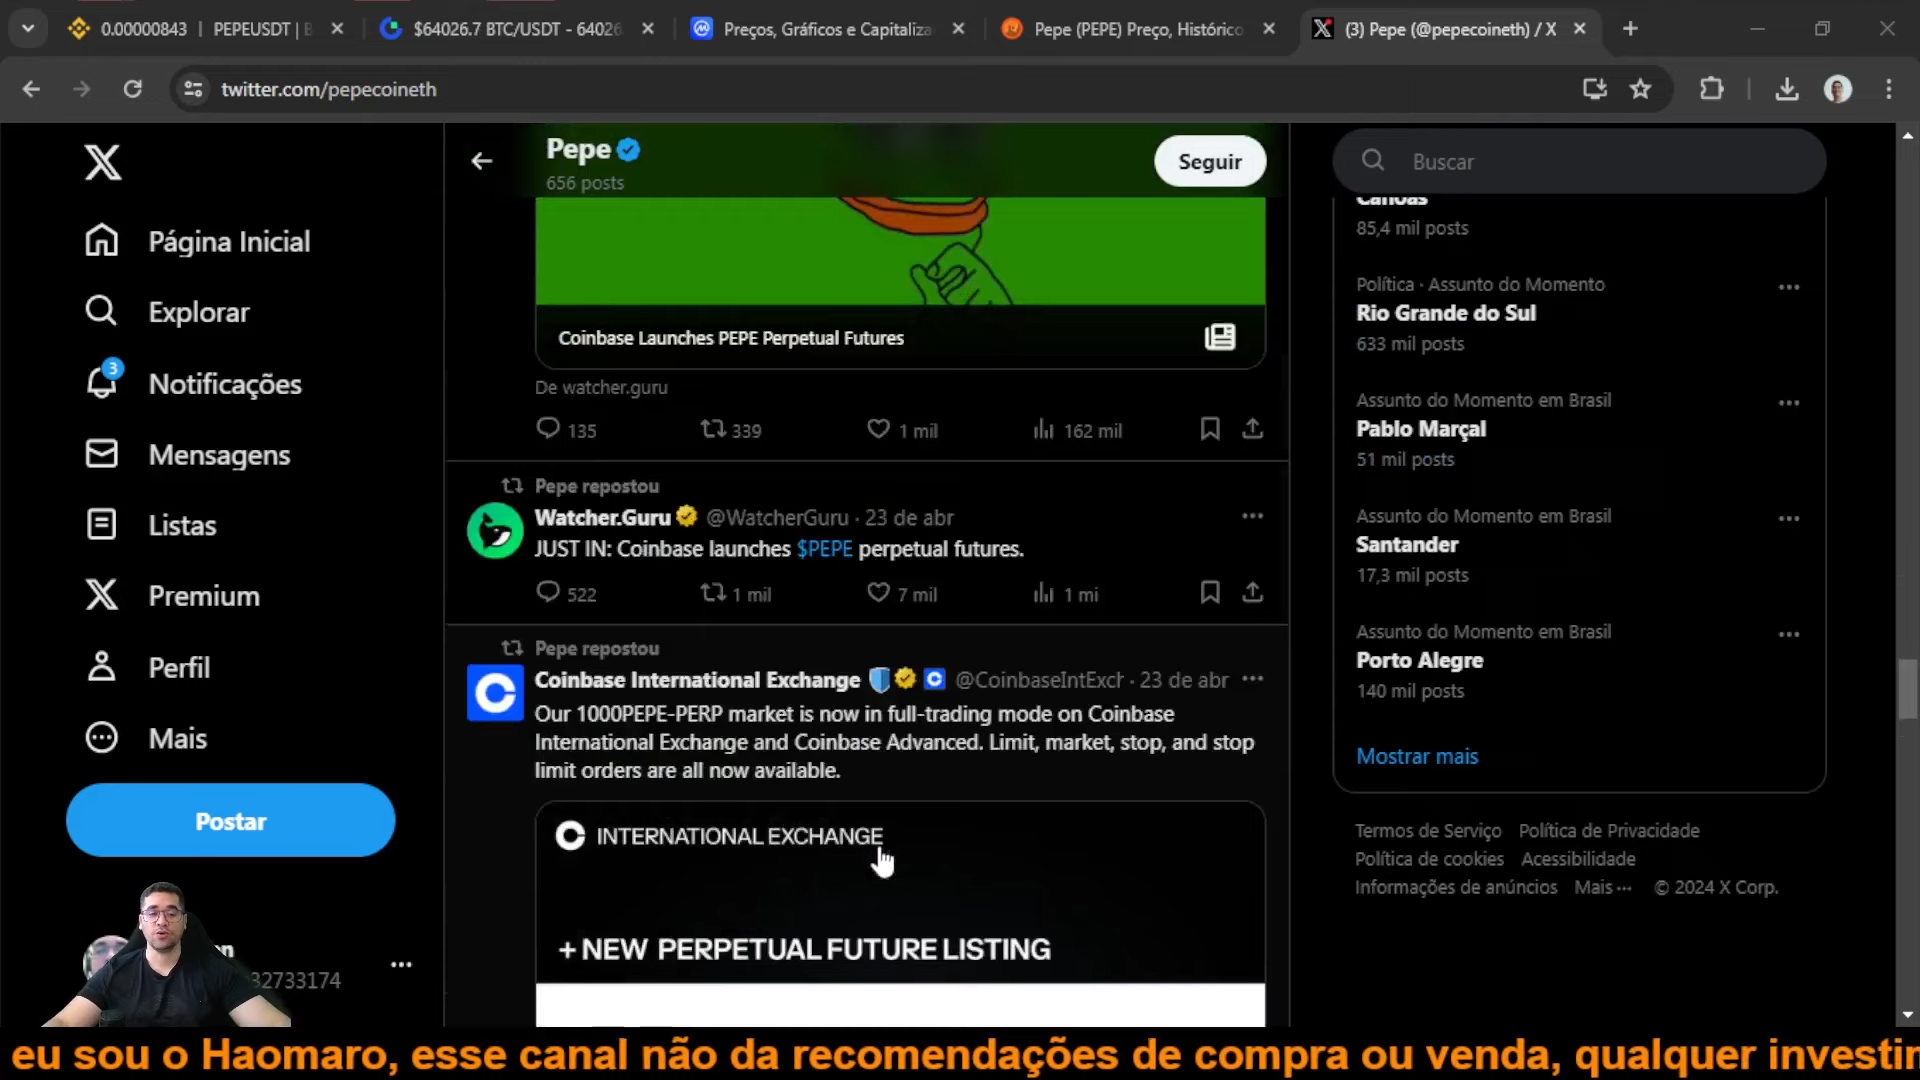 0.00000843 | PEPEUSDT | B
$64026.7 BTC/USDT - 64026
Preços, Gráficos e Capitaliza
Pepe (PEPE) Preço, Histórico
(3) Pepe (@pepecoineth) / X
twitter.com/pepecoineth
Página Inicial
Explorar
3
Notificações
Mensagens
Listas
Premium
Perfil
Mais
Postar
32733174
Pepe
656 posts
Seguir
Coinbase Launches PEPE Perpetual Futures
De watcher.guru
135 339 1 mil 162 mil
Pepe repostou
Watcher.Guru @WatcherGuru · 23 de abr
JUST IN: Coinbase launches $PEPE perpetual futures.
522 1 mil 7 mil 1 mi
Pepe repostou
Coinbase International Exchange @CoinbaseIntExch · 23 de abr
Our 1000PEPE-PERP market is now in full-trading mode on Coinbase
International Exchange and Coinbase Advanced. Limit, market, stop, and stop
limit orders are all now available.
INTERNATIONAL EXCHANGE
+ NEW PERPETUAL FUTURE LISTING
Buscar
Canoas
85,4 mil posts
Política · Assunto do Momento
Rio Grande do Sul
633 mil posts
Assunto do Momento em Brasil
Pablo Marçal
51 mil posts
Assunto do Momento em Brasil
Santander
17,3 mil posts
Assunto do Momento em Brasil
Porto Alegre
140 mil posts
Mostrar mais
Termos de Serviço Política de Privacidade
Política de cookies Acessibilidade
Informações de anúncios Mais ··· © 2024 X Corp.
eu sou o Haomaro, esse canal não da recomendações de compra ou venda, qualquer investin